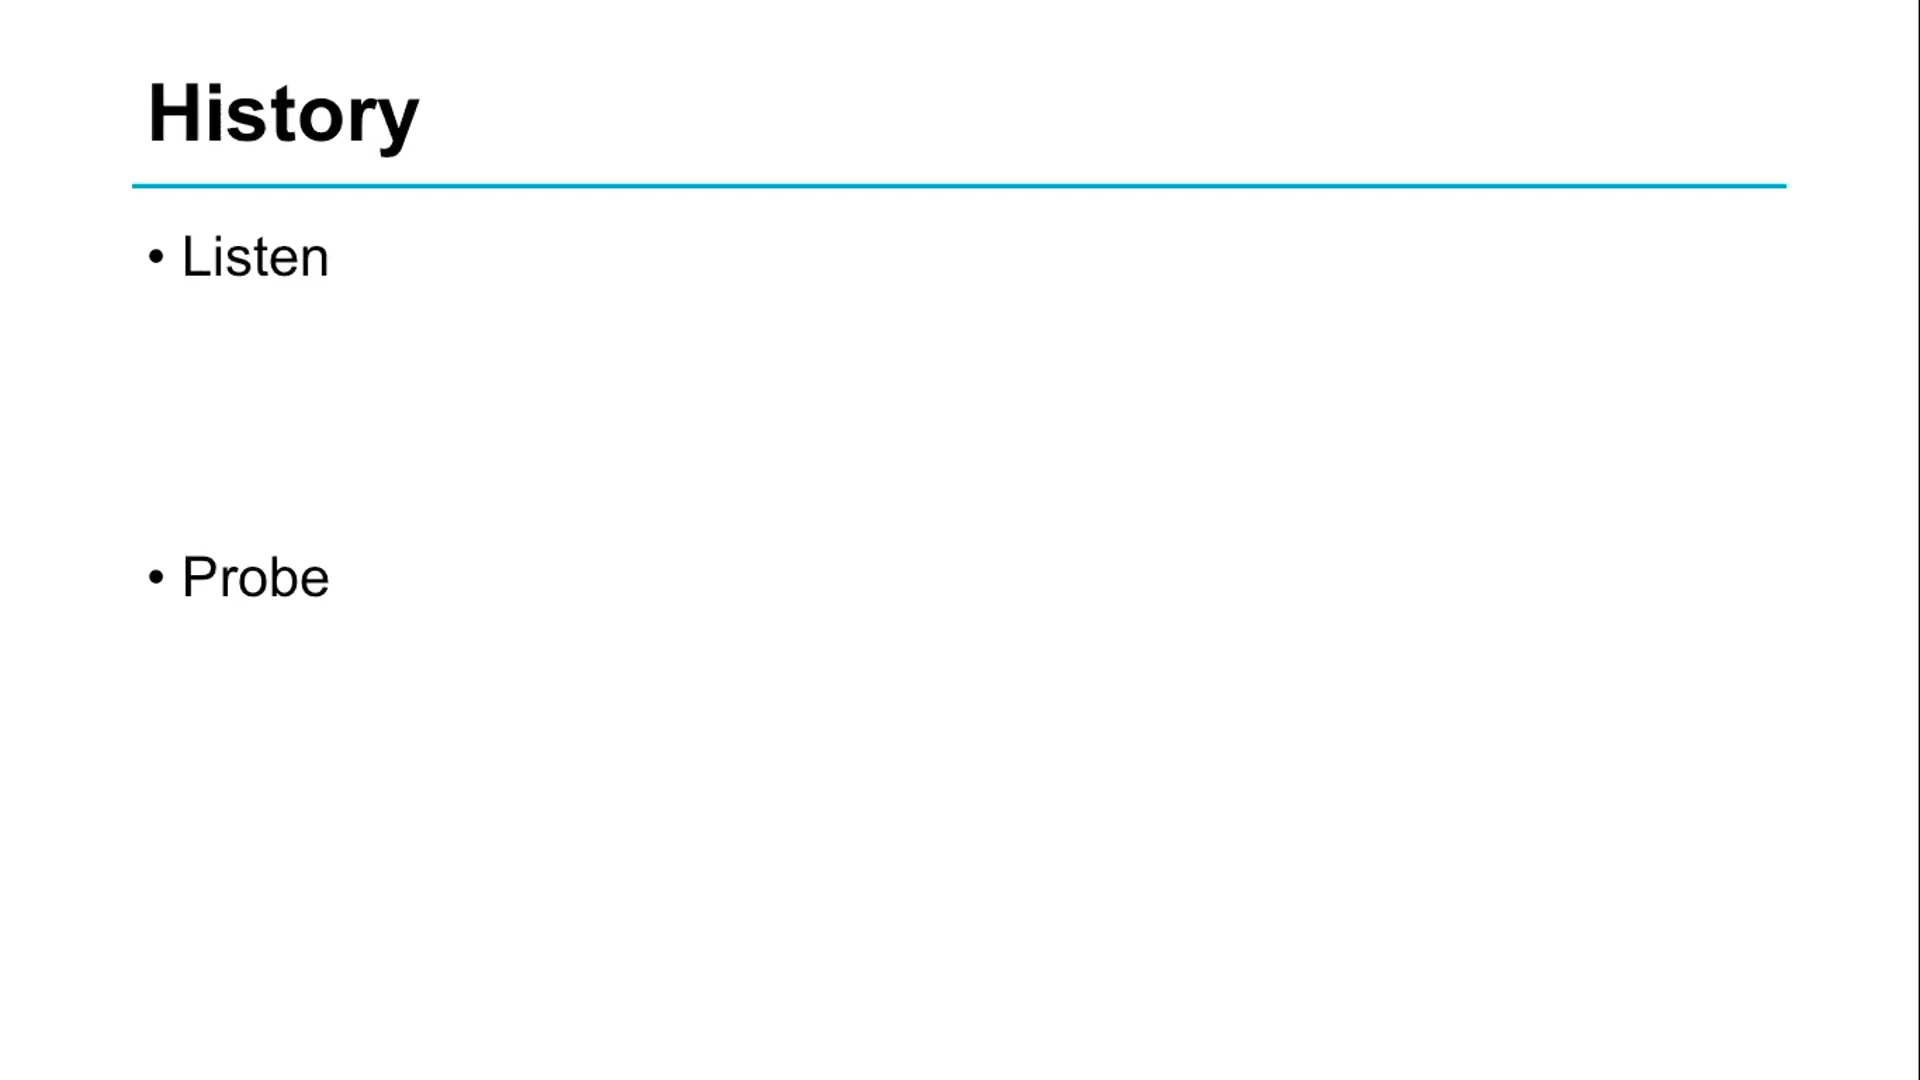 History
• Listen
• Probe